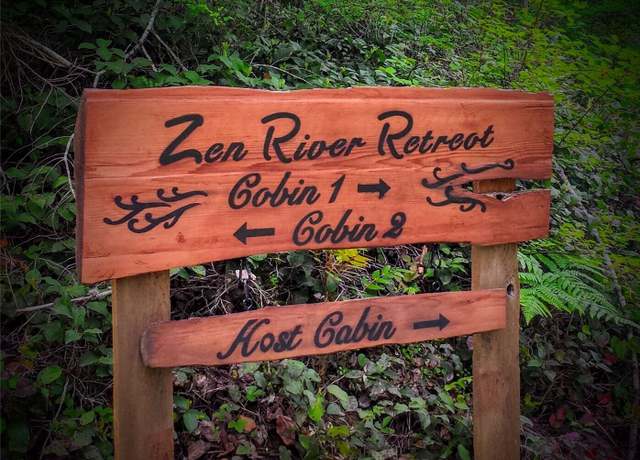 Zen River Retreat
Cabin 1 →
← Cabin 2
Host Cabin →